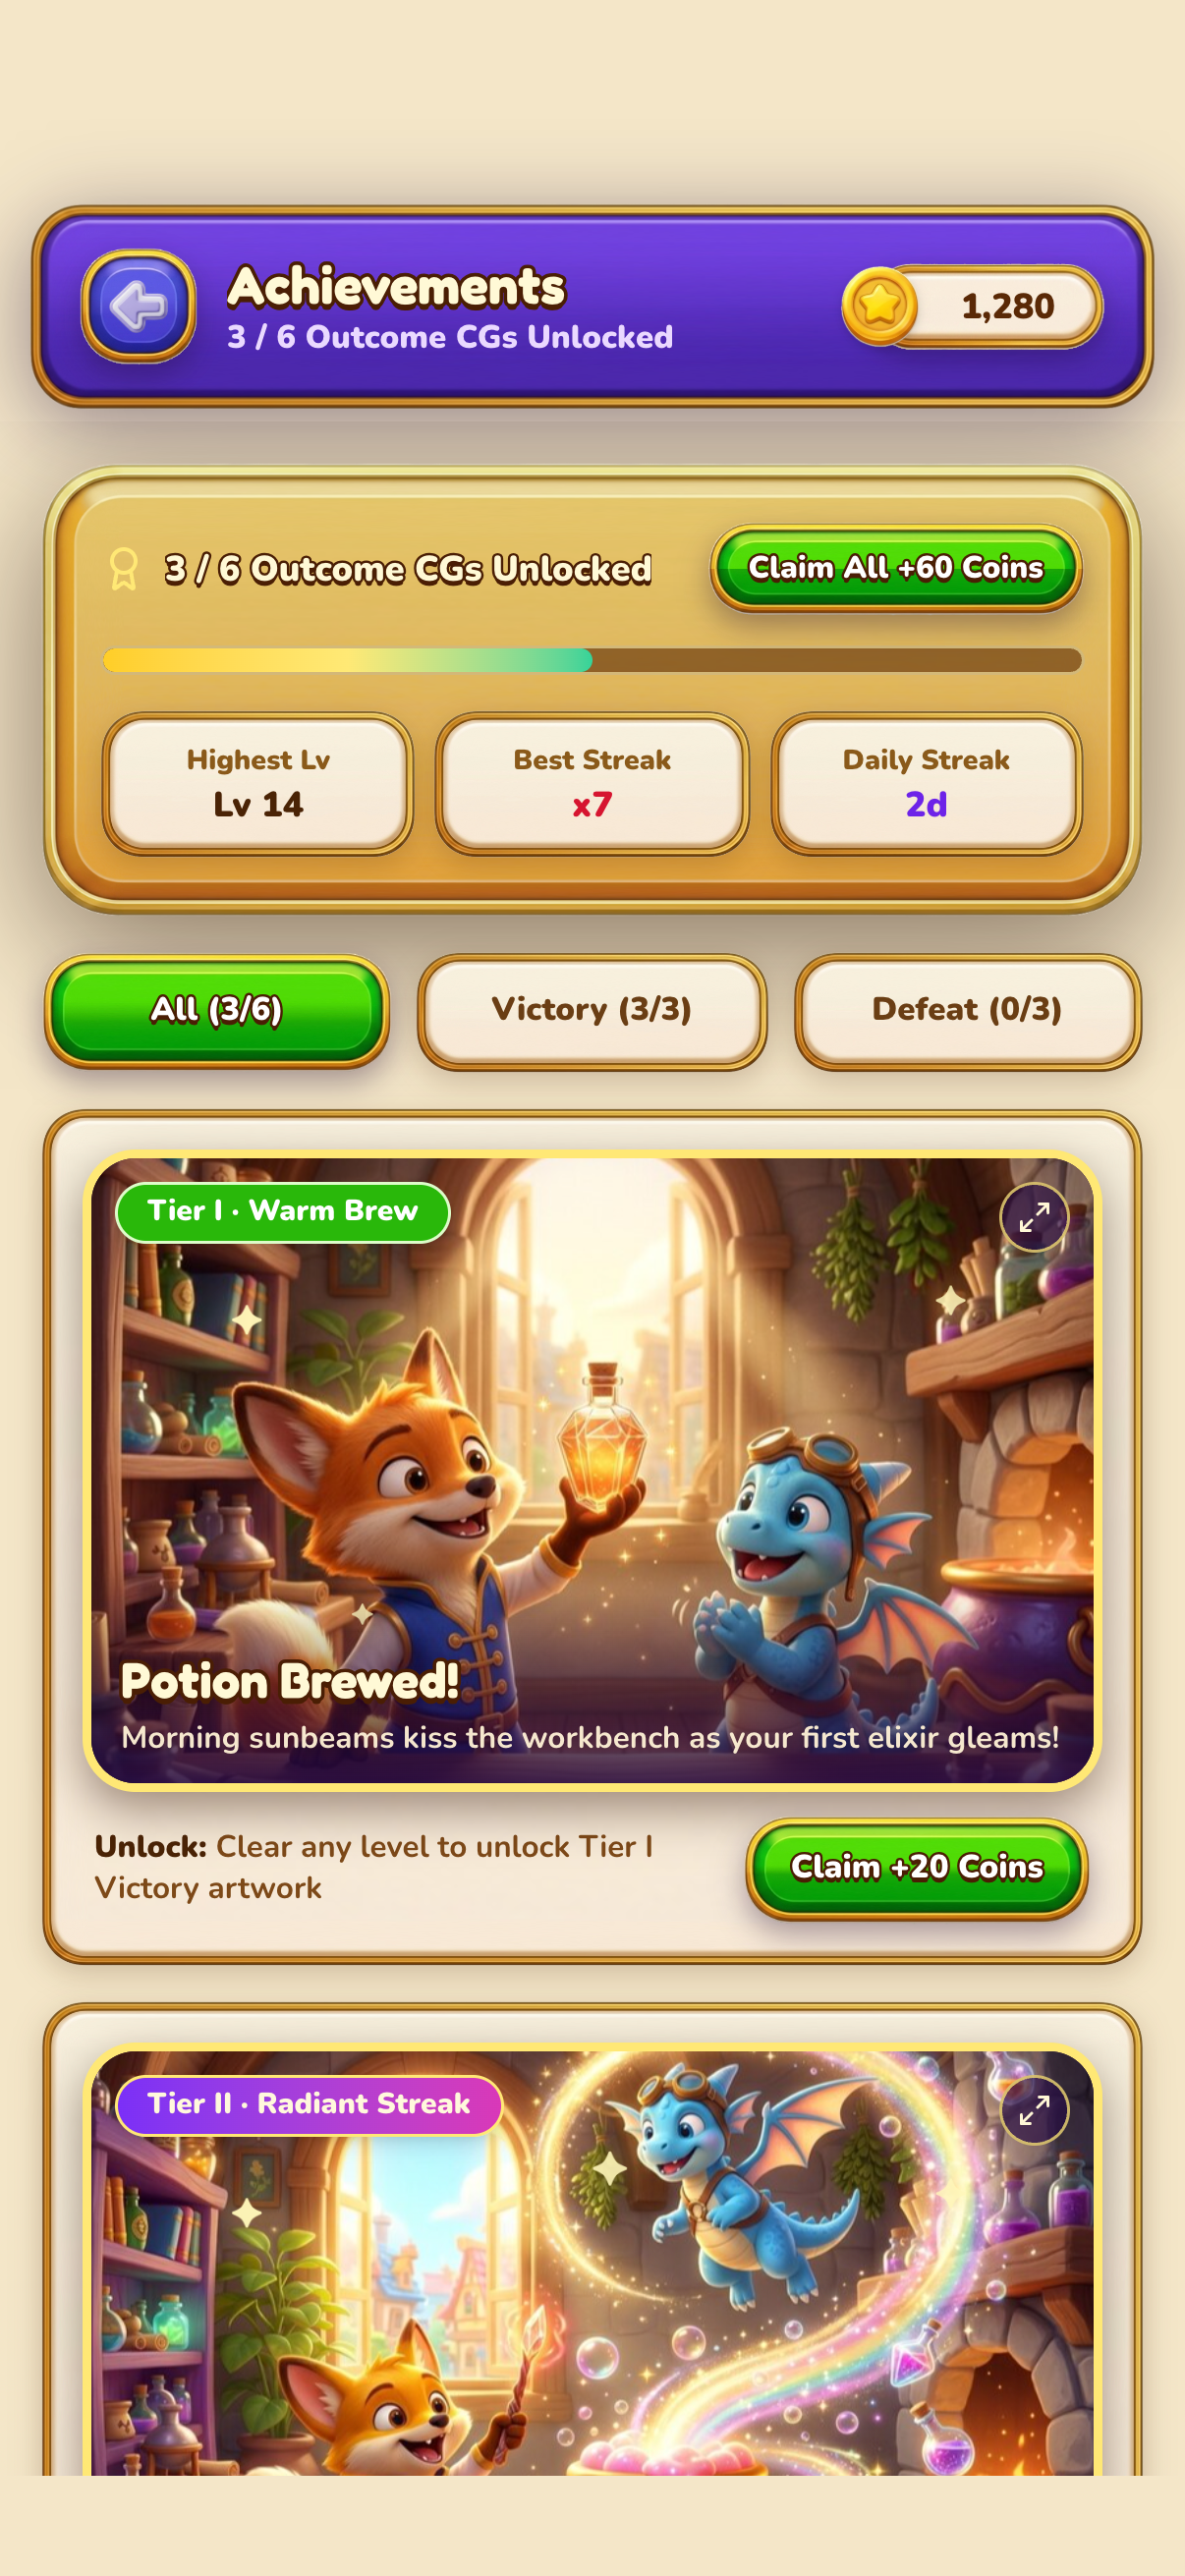 Achievements
3 / 6 Outcome CGs Unlocked
1,280
3 / 6 Outcome CGs Unlocked
Claim All +60 Coins
Highest Lv
Lv 14
Best Streak
x7
Daily Streak
2d
All (3/6)
Victory (3/3)
Defeat (0/3)
Tier I · Warm Brew
Potion Brewed!
Morning sunbeams kiss the workbench as your first elixir gleams!
Unlock: Clear any level to unlock Tier I
Victory artwork
Claim +20 Coins
Tier II · Radiant Streak